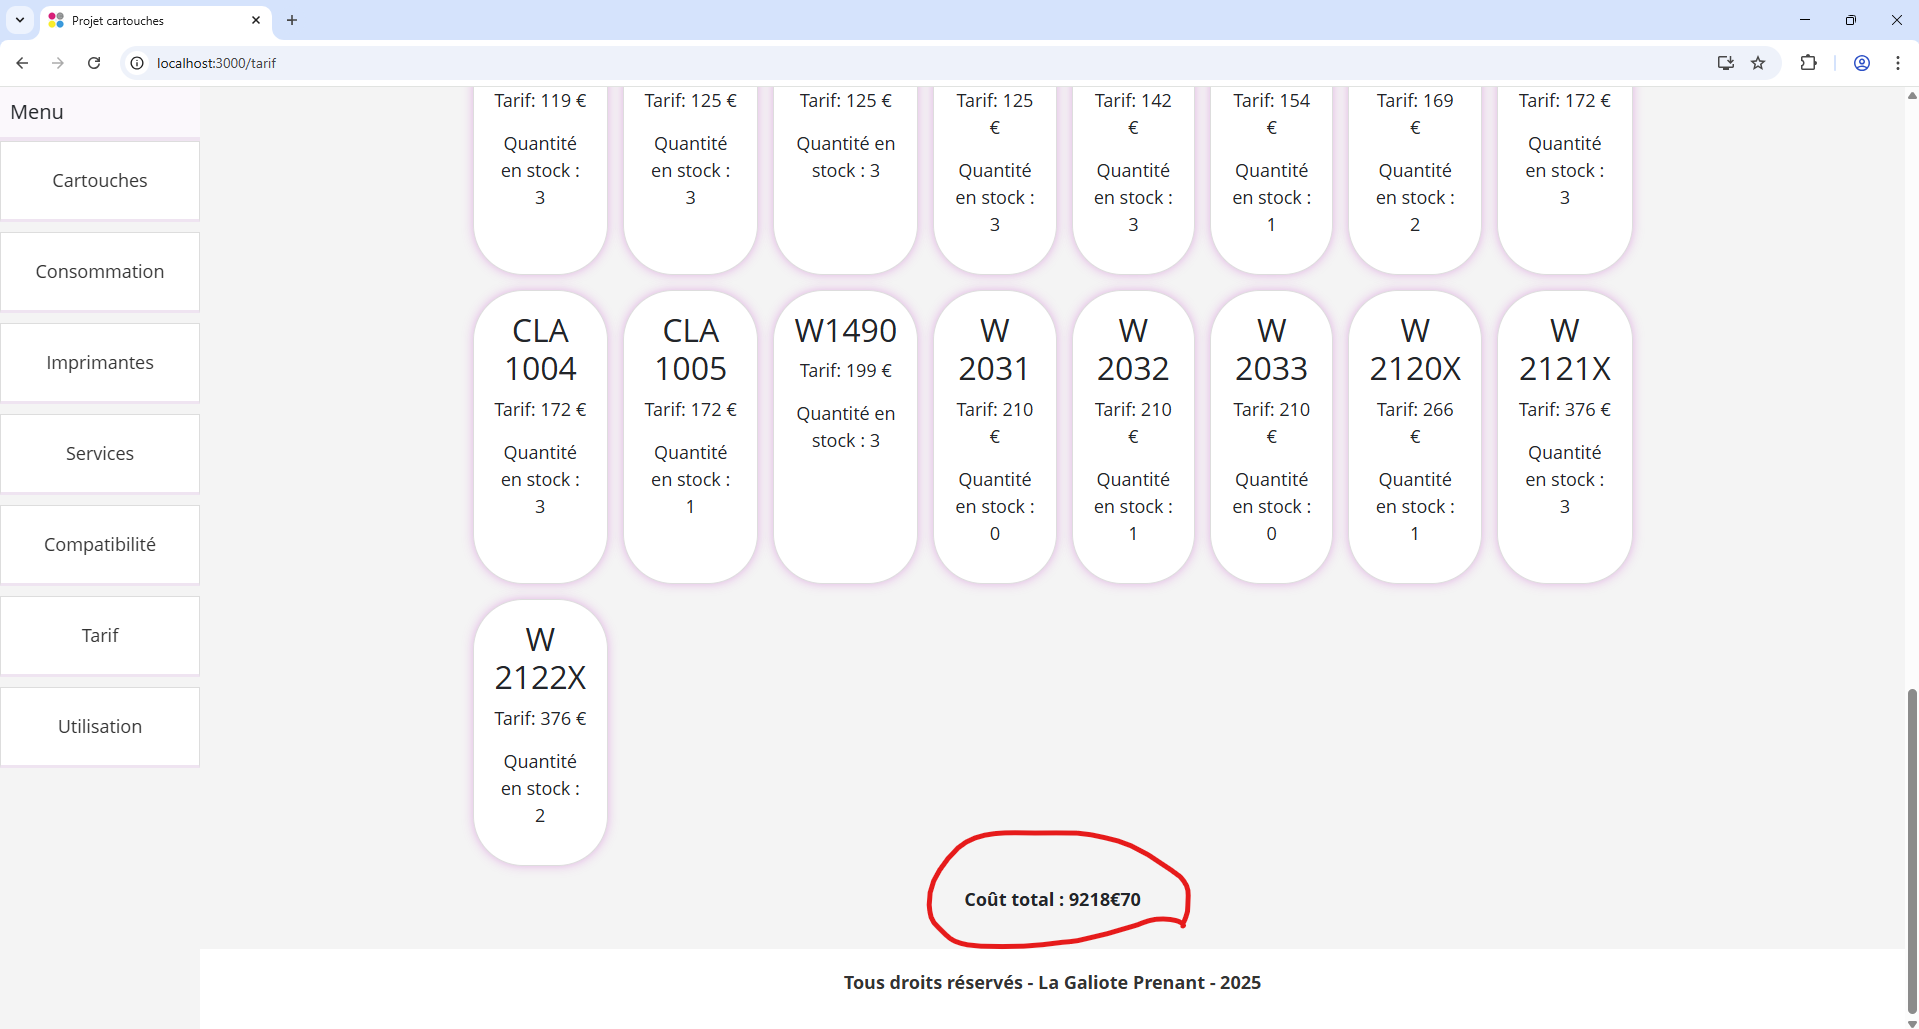 Projet cartouches
localhost:3000/tarif
Menu
Cartouches
Consommation
Imprimantes
Services
Compatibilité
Tarif
Utilisation
Tarif: 119 €
Quantité
en stock :
3
Tarif: 125 €
Quantité
en stock :
3
Tarif: 125 €
Quantité en
stock : 3
Tarif: 125
€
Quantité
en stock :
3
Tarif: 142
€
Quantité
en stock :
3
Tarif: 154
€
Quantité
en stock :
1
Tarif: 169
€
Quantité
en stock :
2
Tarif: 172 €
Quantité
en stock :
3
CLA
1004
Tarif: 172 €
Quantité
en stock :
3
CLA
1005
Tarif: 172 €
Quantité
en stock :
1
W1490
Tarif: 199 €
Quantité en
stock : 3
W
2031
Tarif: 210
€
Quantité
en stock :
0
W
2032
Tarif: 210
€
Quantité
en stock :
1
W
2033
Tarif: 210
€
Quantité
en stock :
0
W
2120X
Tarif: 266
€
Quantité
en stock :
1
W
2121X
Tarif: 376 €
Quantité
en stock :
3
W
2122X
Tarif: 376 €
Quantité
en stock :
2
Coût total : 9218€70
Tous droits réservés - La Galiote Prenant - 2025